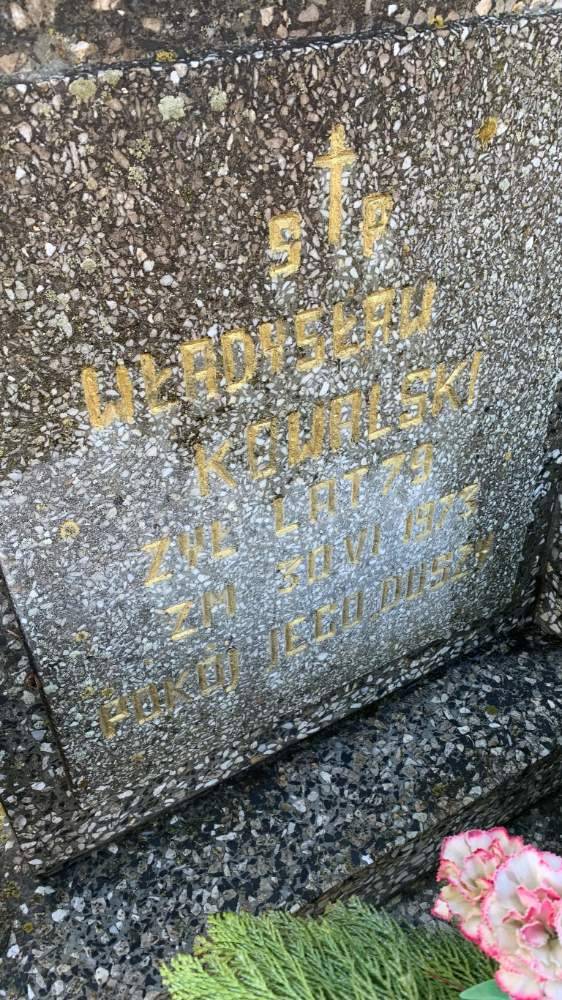 Ś P
WŁADYSŁAW
KOWALSKI
ŻYŁ LAT 79
ZM 30 VI 1973
POKÓJ JEGO DUSZY